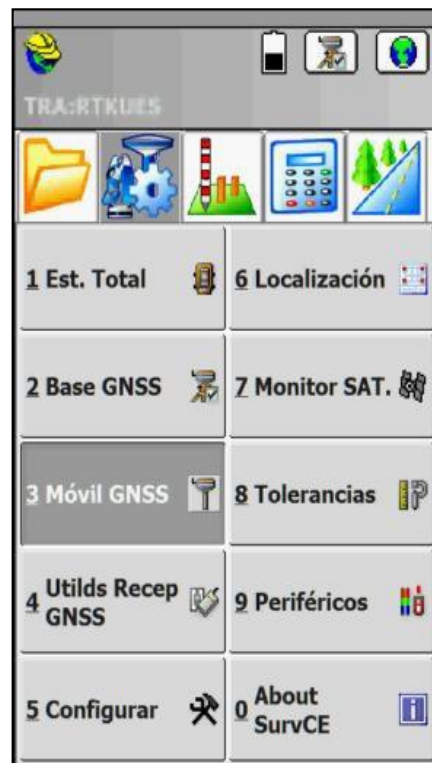 TRA:RTKUES
1 Est. Total
6 Localización
2 Base GNSS
7 Monitor SAT.
3 Móvil GNSS
8 Tolerancias
4 Utilds Recep
GNSS
9 Periféricos
5 Configurar
0 About
SurvCE